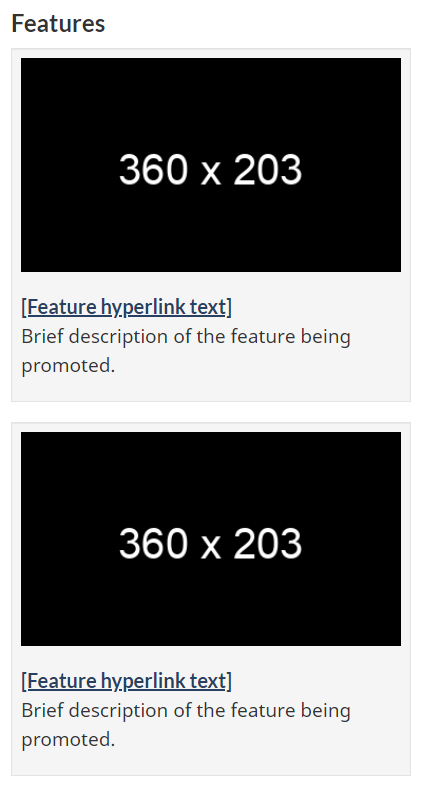 Features
360 x 203
[Feature hyperlink text]
Brief description of the feature being
promoted.
360 x 203
[Feature hyperlink text]
Brief description of the feature being
promoted.